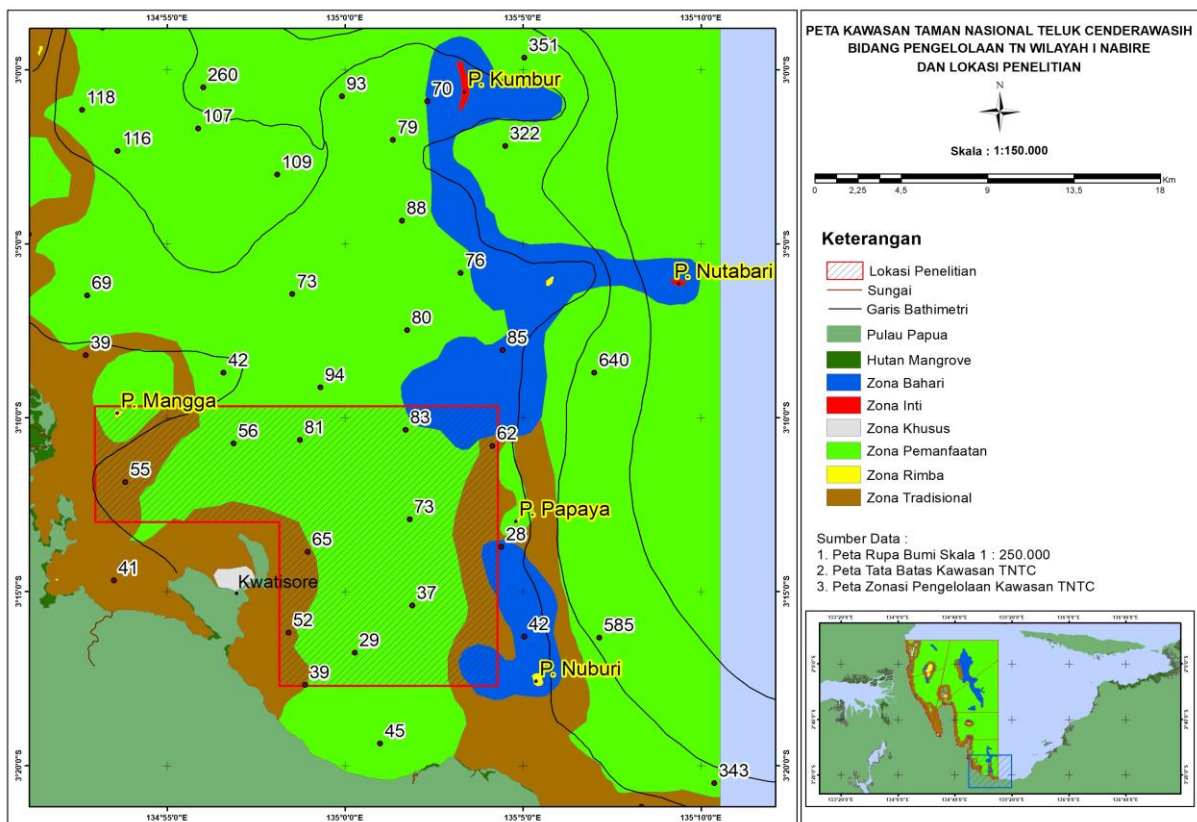 134°55'0"E 135°0'0"E 135°5'0"E 135°10'0"E
3°0'0"S
3°5'0"S
3°10'0"S
3°15'0"S
3°20'0"S
351
260
118
93
70
P. Kumbur
107
116
79
322
109
88
76
P. Nutabari
69
73
80
85
39
42
94
640
P. Mangga
56
81
83
62
55
73
P. Papaya
65
28
41
Kwatisore
37
52
42
585
29
39
P. Nuburi
45
343
PETA KAWASAN TAMAN NASIONAL TELUK CENDERAWASIH
BIDANG PENGELOLAAN TN WILAYAH I NABIRE
DAN LOKASI PENELITIAN
N
Skala : 1:150.000
0 2,25 4,5 9 13,5 18
Km
Keterangan
Lokasi Penelitian
Sungai
Garis Bathimetri
Pulau Papua
Hutan Mangrove
Zona Bahari
Zona Inti
Zona Khusus
Zona Pemanfaatan
Zona Rimba
Zona Tradisional
Sumber Data :
1. Peta Rupa Bumi Skala 1 : 250.000
2. Peta Tata Batas Kawasan TNTC
3. Peta Zonasi Pengelolaan Kawasan TNTC